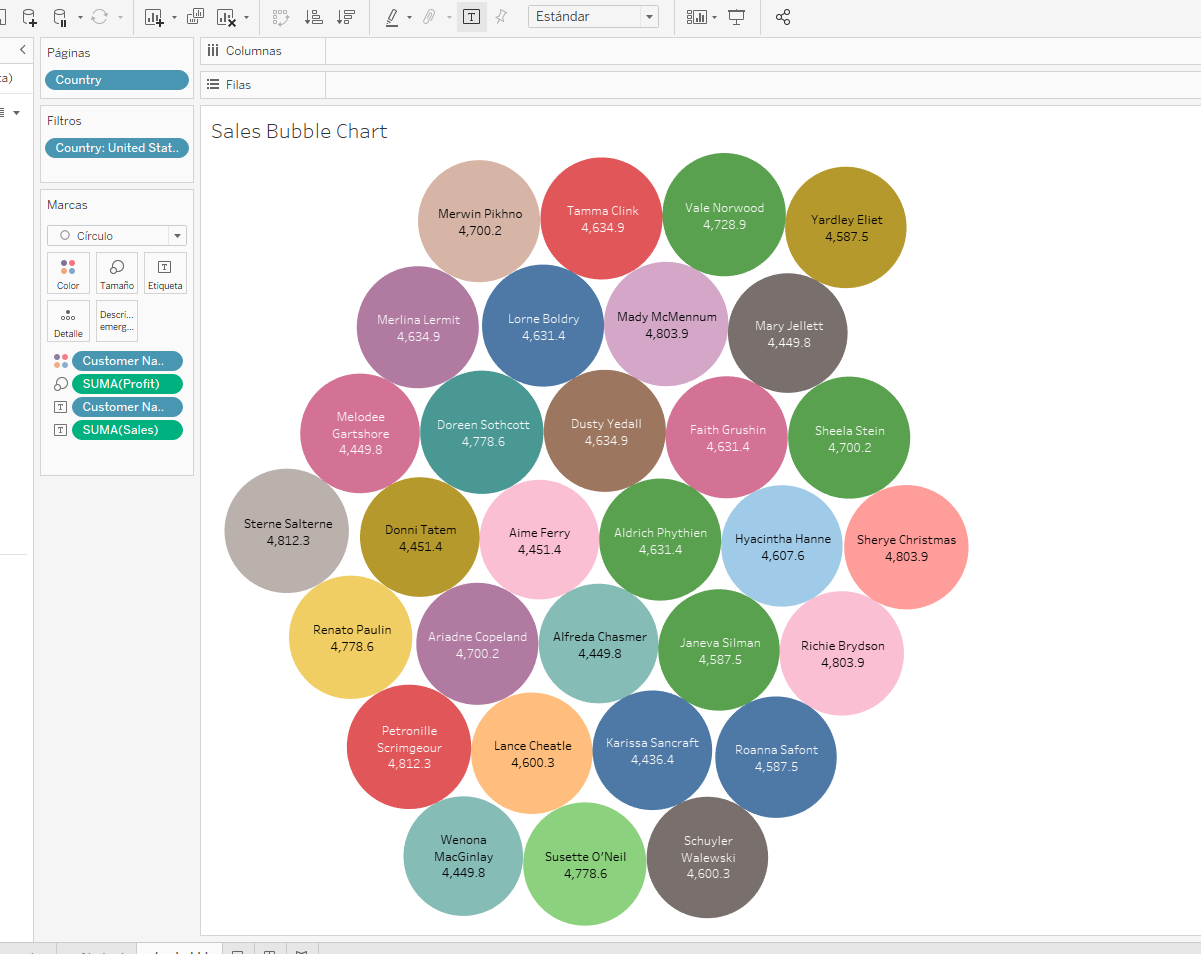 Estándar
ta)
Páginas
Country
Columnas
Filas
Filtros
Country: United Stat..
Marcas
Círculo
Color
Tamaño
Etiqueta
Detalle
Descri...
emerg...
Customer Na..
SUMA(Profit)
Customer Na..
SUMA(Sales)
Sales Bubble Chart
Merwin Pikhno
4,700.2
Tamma Clink
4,634.9
Vale Norwood
4,728.9
Yardley Eliet
4,587.5
Merlina Lermit
4,634.9
Lorne Boldry
4,631.4
Mady McMennum
4,803.9
Mary Jellett
4,449.8
Melodee
Gartshore
4,449.8
Doreen Sothcott
4,778.6
Dusty Yedall
4,634.9
Faith Grushin
4,631.4
Sheela Stein
4,700.2
Sterne Salterne
4,812.3
Donni Tatem
4,451.4
Aime Ferry
4,451.4
Aldrich Phythien
4,631.4
Hyacintha Hanne
4,607.6
Sherye Christmas
4,803.9
Renato Paulin
4,778.6
Ariadne Copeland
4,700.2
Alfreda Chasmer
4,449.8
Janeva Silman
4,587.5
Richie Brydson
4,803.9
Petronille
Scrimgeour
4,812.3
Lance Cheatle
4,600.3
Karissa Sancraft
4,436.4
Roanna Safont
4,587.5
Wenona
MacGinlay
4,449.8
Susette O'Neil
4,778.6
Schuyler
Walewski
4,600.3